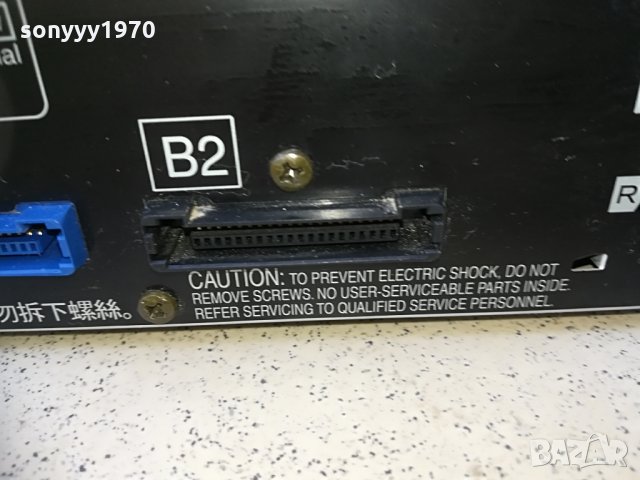 sonyyy1970
B2
CAUTION: TO PREVENT ELECTRIC SHOCK, DO NOT
REMOVE SCREWS. NO USER-SERVICEABLE PARTS INSIDE.
REFER SERVICING TO QUALIFIED SERVICE PERSONNEL.
勿拆下螺絲。
R
BAZAR